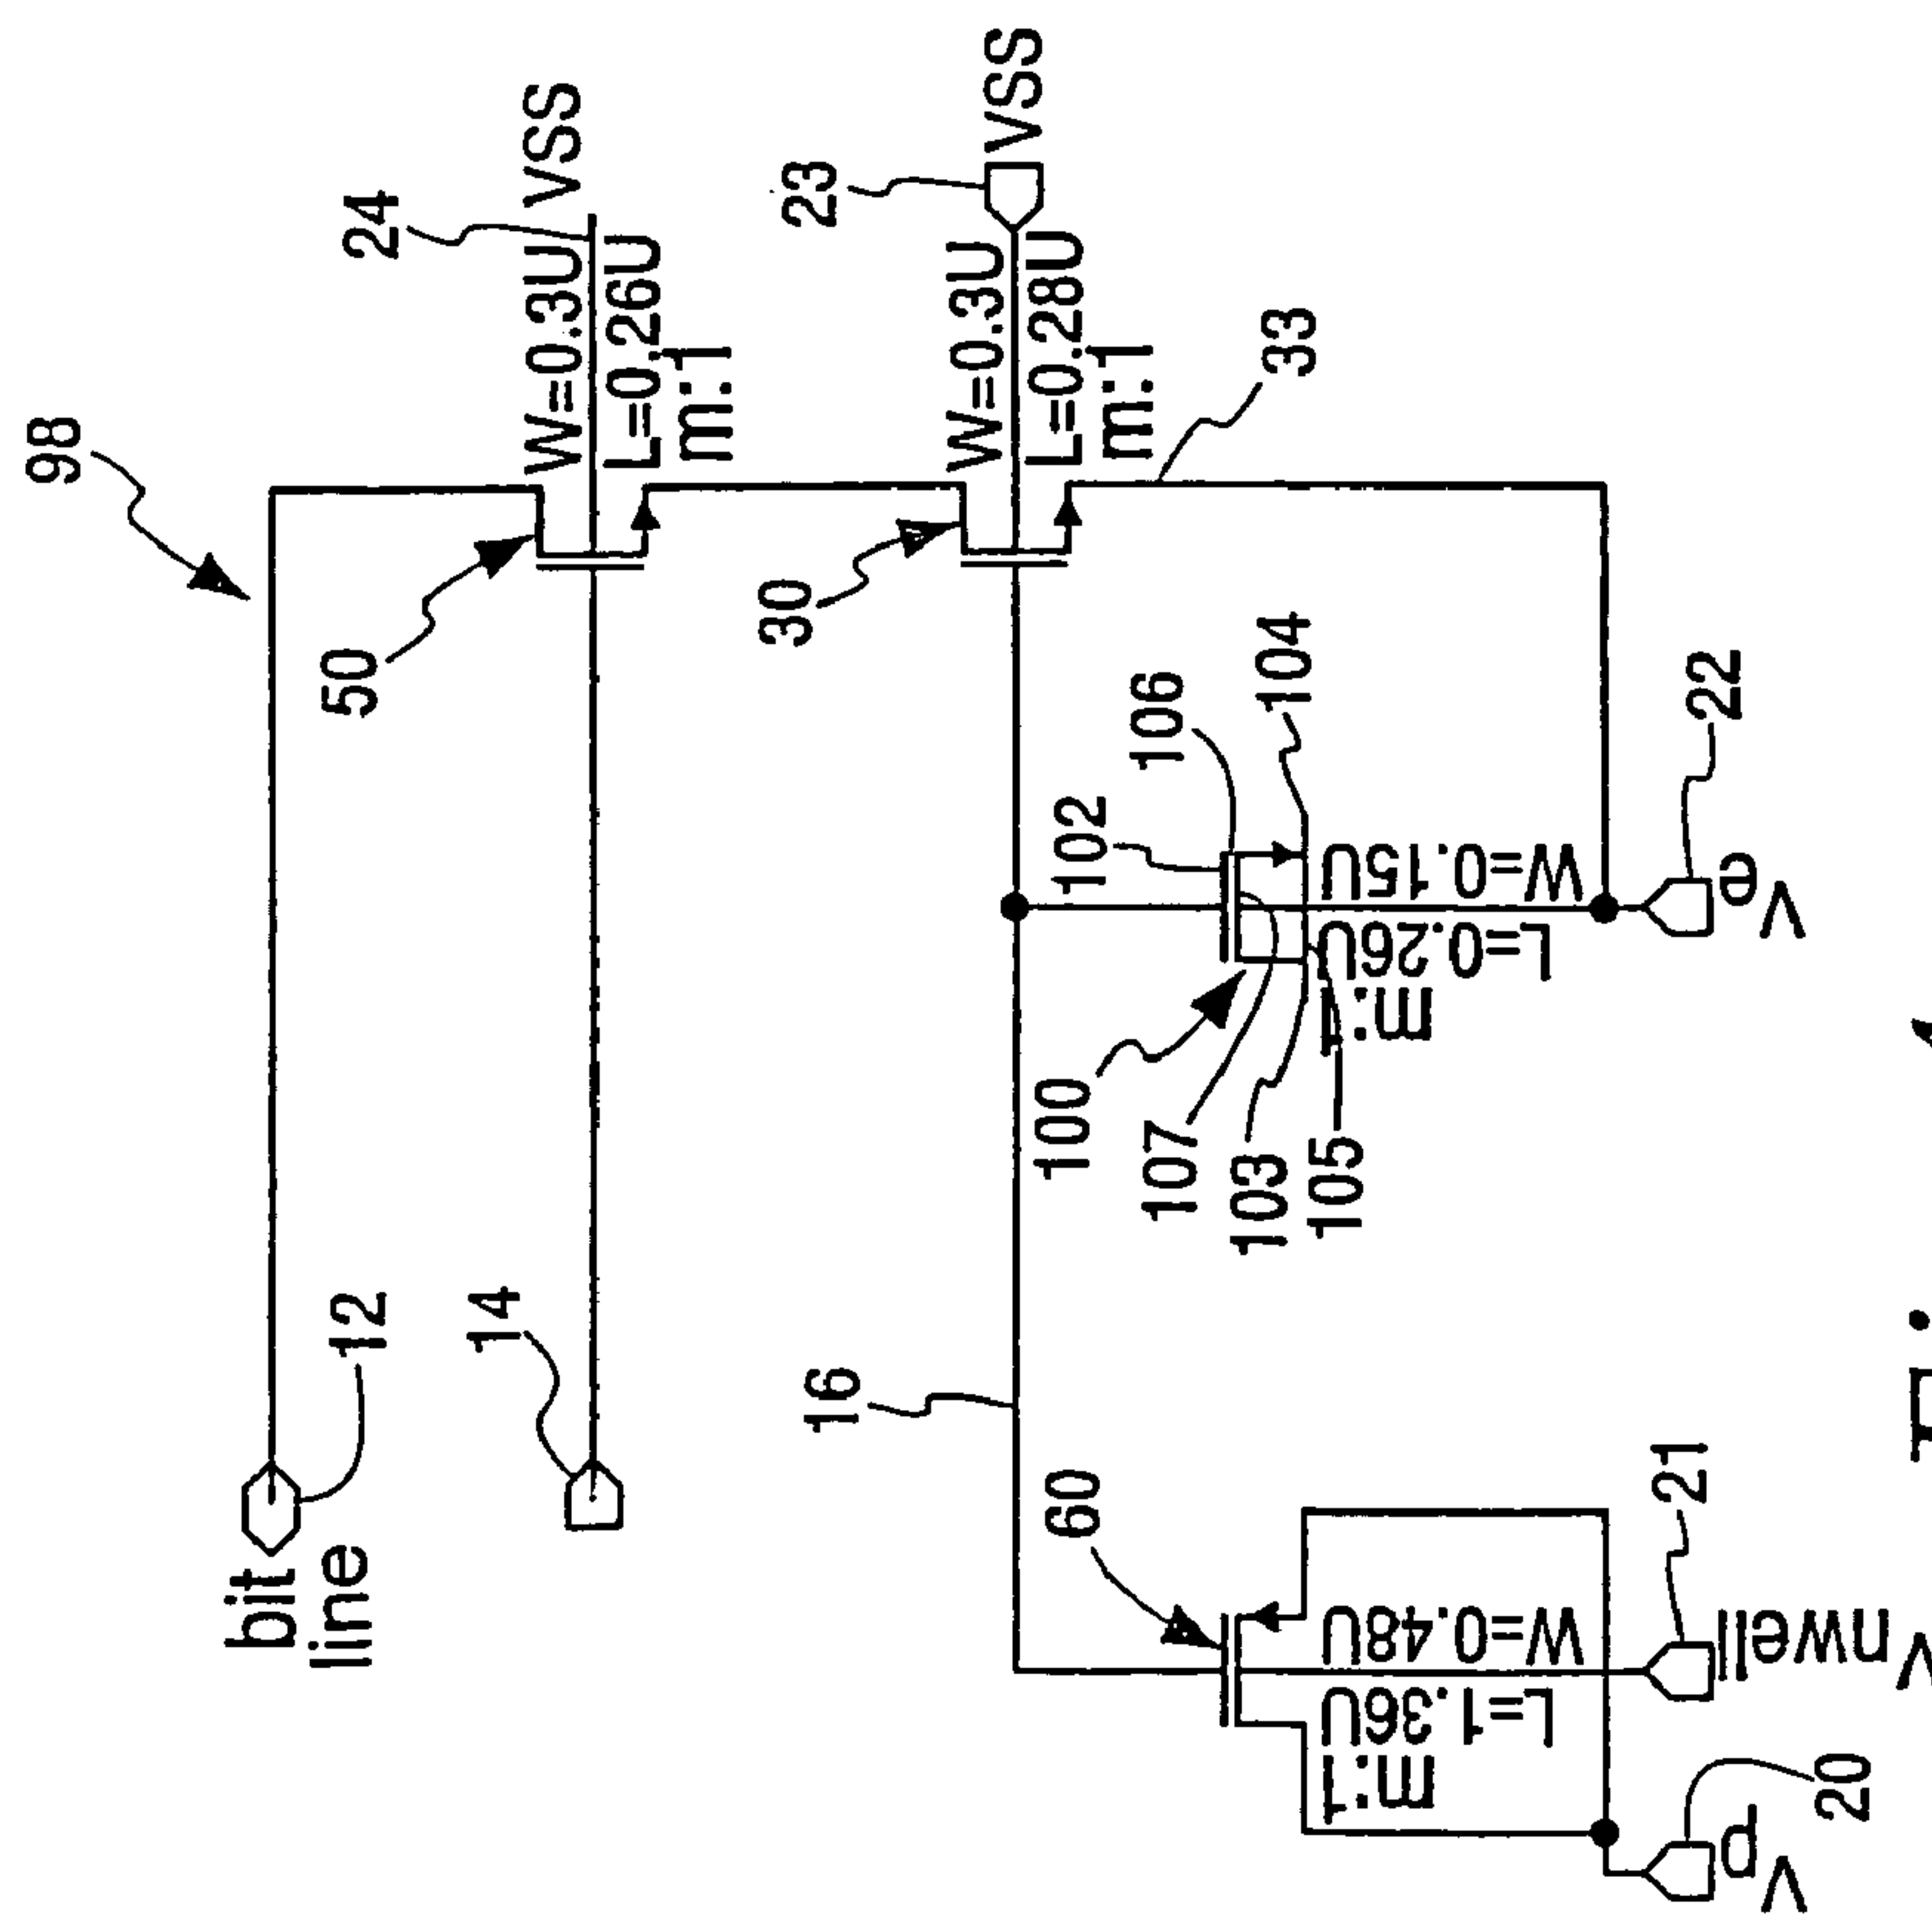 98
bit
line
12
14
50
24
VSS
W=0.3U
L=0.26U
m:1
30
23
VSS
W=0.3U
L=0.28U
m:1
33
16
60
W=0.48U
L=1.36U
m:1
100
102
106
104
107
103
105
W=0.15U
L=0.26U
m:1
20
Vp
21
Vnwell
22
Ve